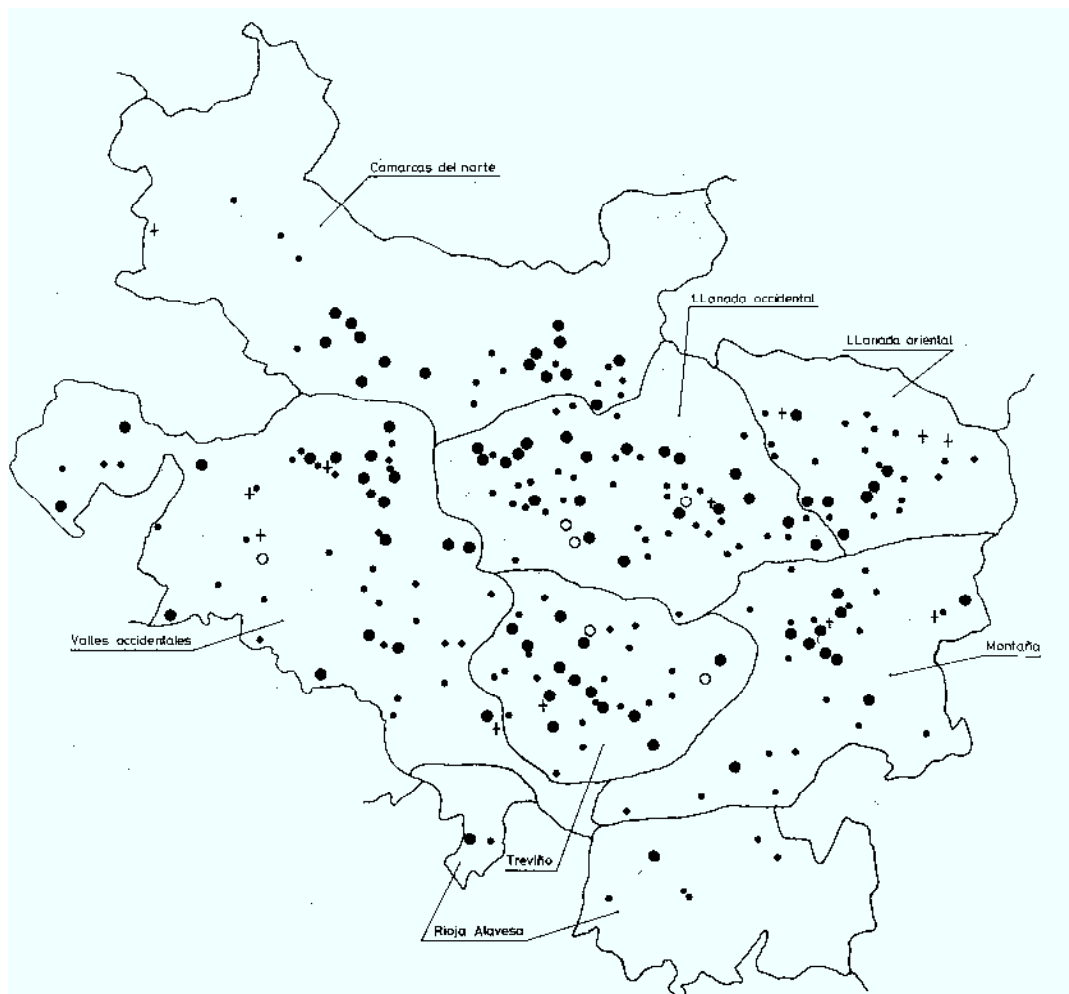 Comarcas del norte
LLanada occidental
LLanada oriental
Valles occidentales
Montaña
Treviño
Rioja Alavesa